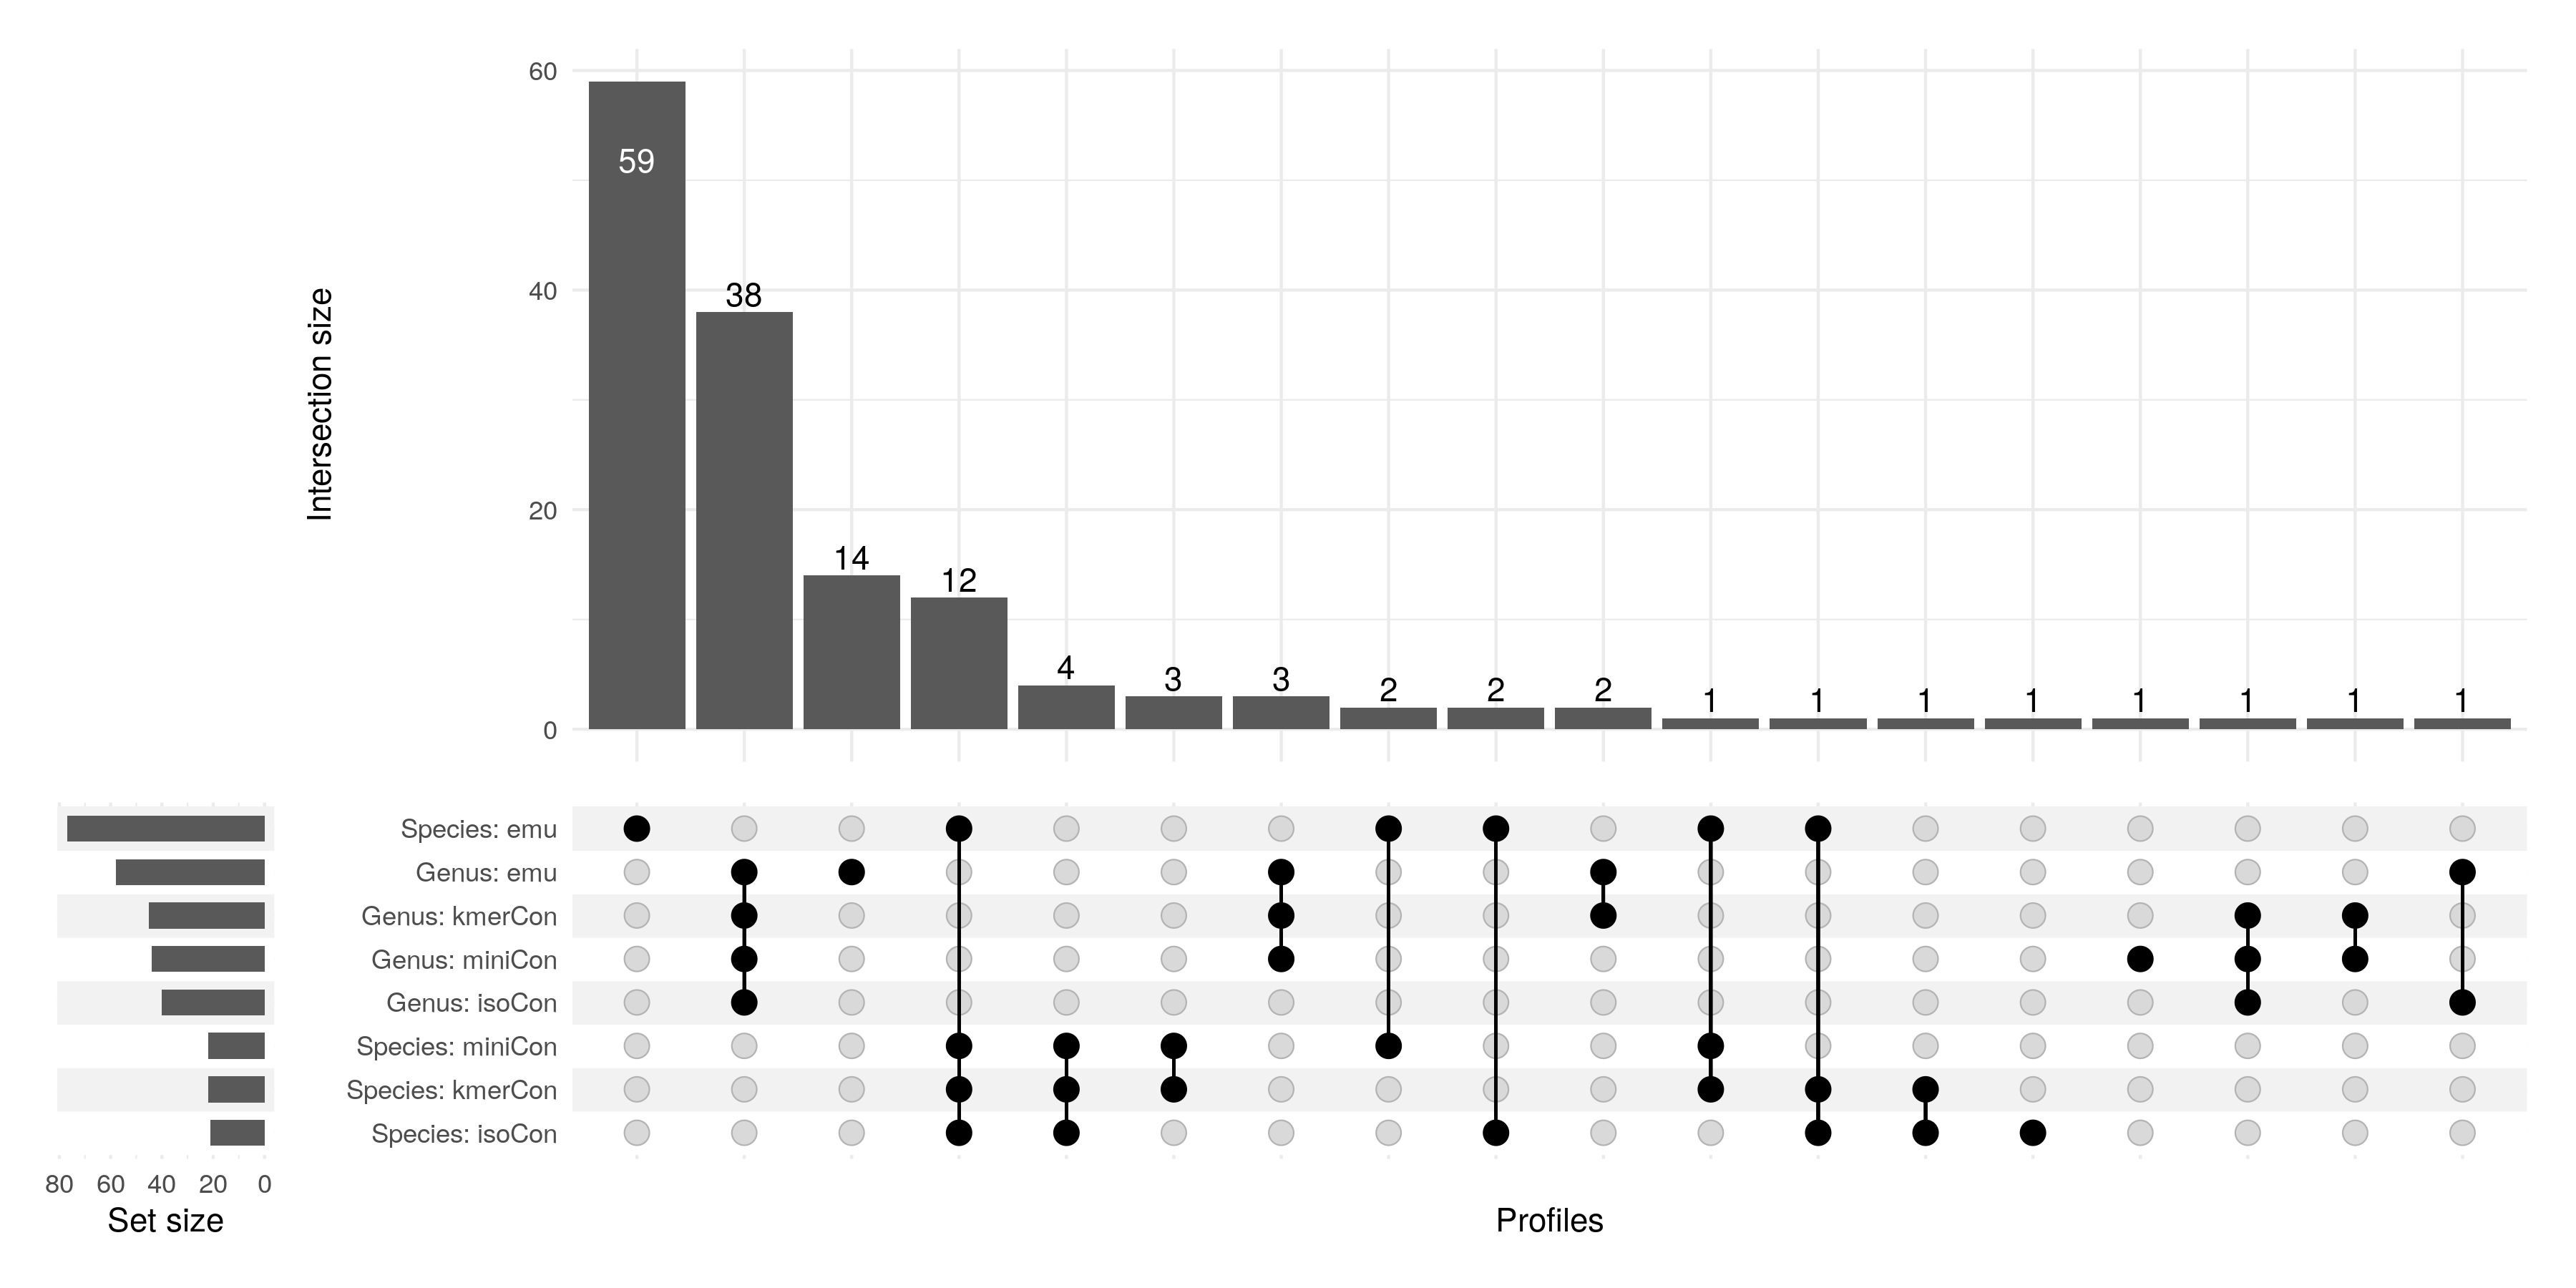 Intersection size
60
40
20
0
59
38
14
12
4
3
3
2
2
2
1
1
1
1
1
1
1
1
Species: emu
Genus: emu
Genus: kmerCon
Genus: miniCon
Genus: isoCon
Species: miniCon
Species: kmerCon
Species: isoCon
80 60 40 20 0
Set size
Profiles